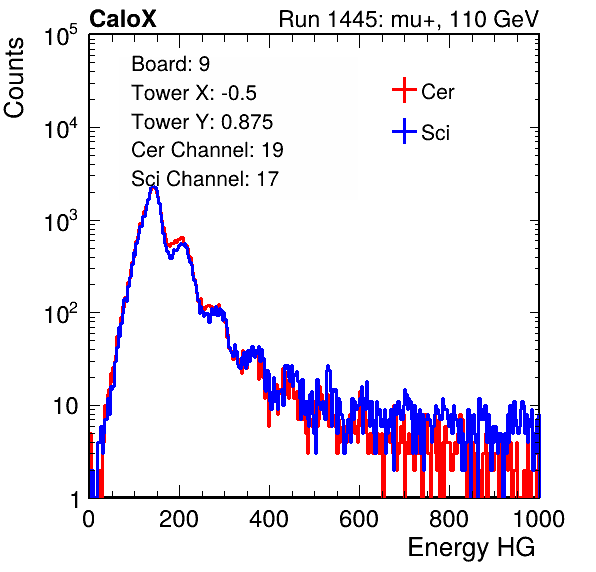 CaloX Run 1445: mu+, 110 GeV
Counts
Board: 9
Tower X: -0.5
Tower Y: 0.875
Cer Channel: 19
Sci Channel: 17
Cer
Sci
10^5
10^4
10^3
10^2
10
1
0 200 400 600 800 1000
Energy HG